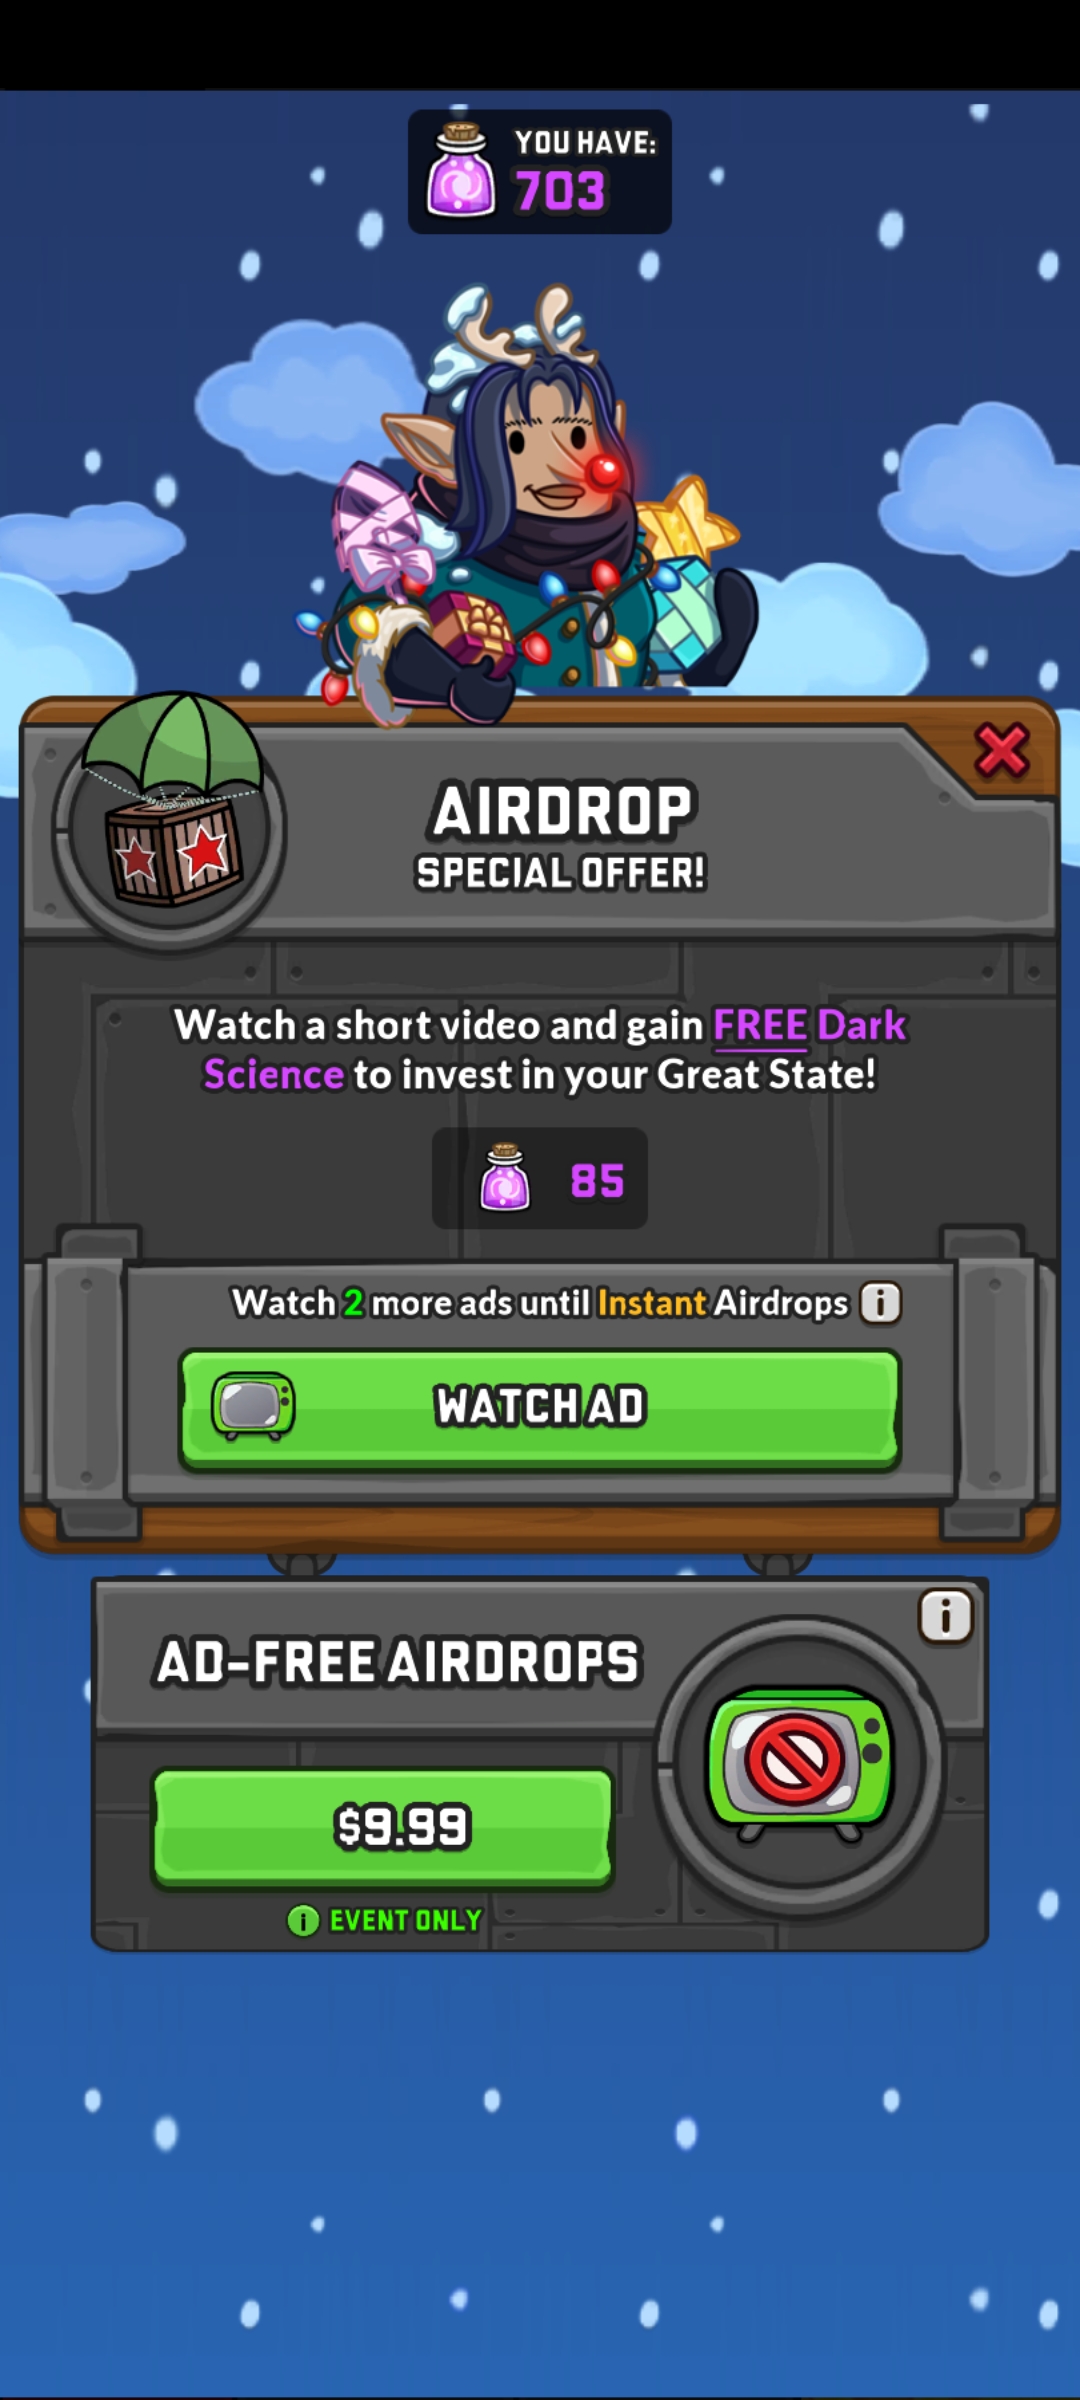 YOU HAVE:
703
AIRDROP
SPECIAL OFFER!
Watch a short video and gain FREE Dark
Science to invest in your Great State!
85
Watch 2 more ads until Instant Airdrops i
WATCH AD
i
AD-FREE AIRDROPS
$9.99
i EVENT ONLY